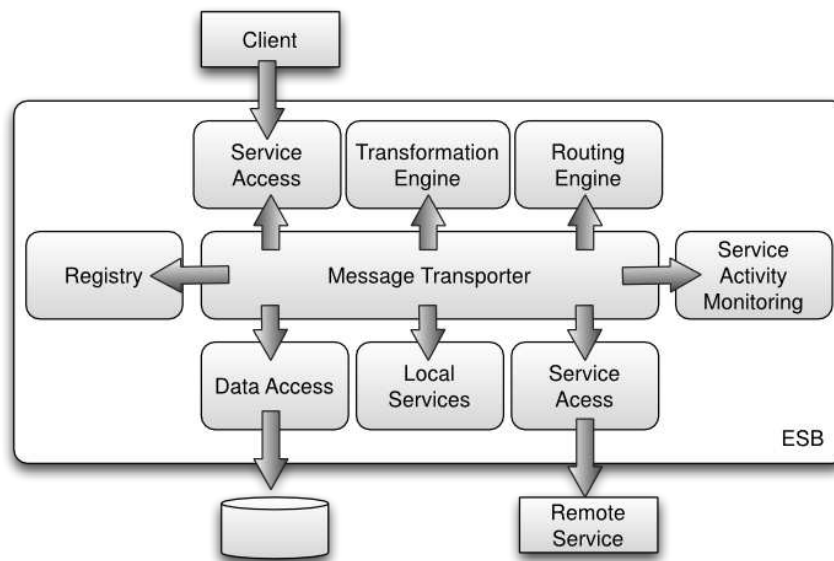 Client
Service
Access
Transformation
Engine
Routing
Engine
Registry
Message Transporter
Service
Activity
Monitoring
Data Access
Local
Services
Service
Acess
ESB
Remote
Service